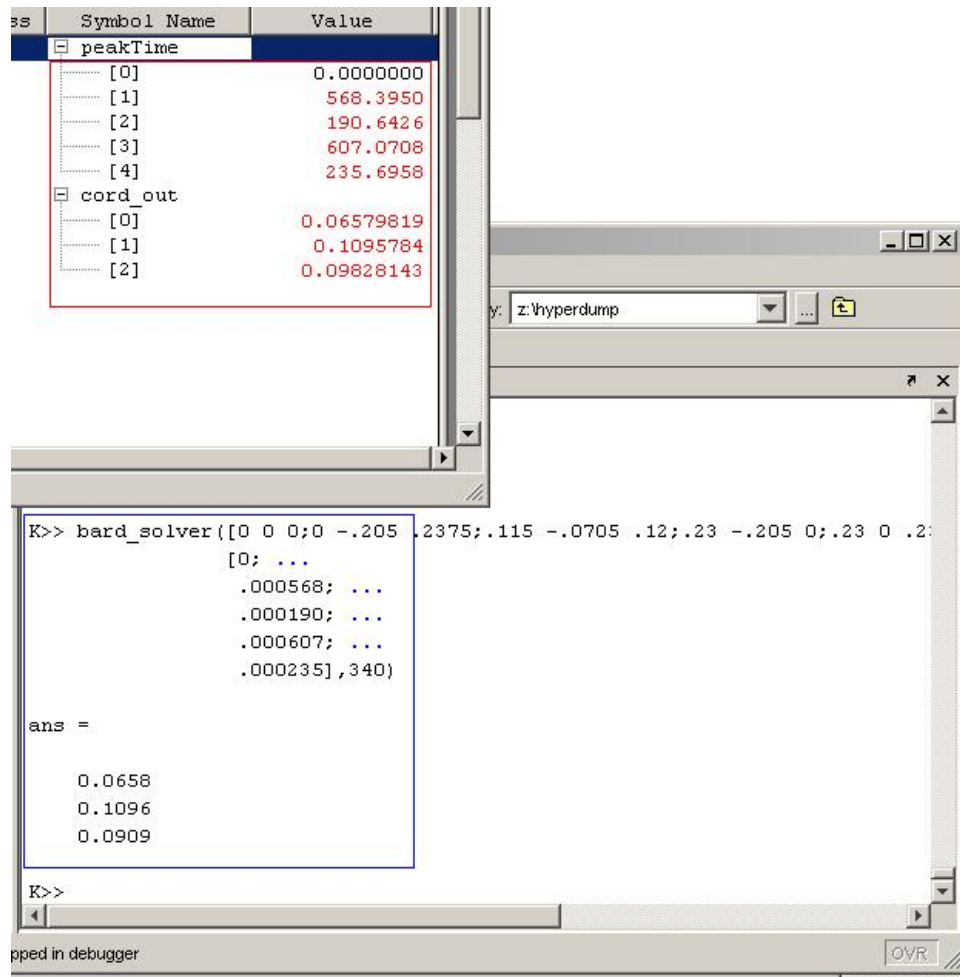 ss Symbol Name Value
peakTime
[0] 0.0000000
[1] 568.3950
[2] 190.6426
[3] 607.0708
[4] 235.6958
cord_out
[0] 0.06579819
[1] 0.1095784
[2] 0.09828143
y: z:\hyperdump ...
K>> bard_solver([0 0 0;0 -.205 .2375;.115 -.0705 .12;.23 -.205 0;.23 0 .2
[0; ...
.000568; ...
.000190; ...
.000607; ...
.000235],340)
ans =
0.0658
0.1096
0.0909
K>>
pped in debugger OVR